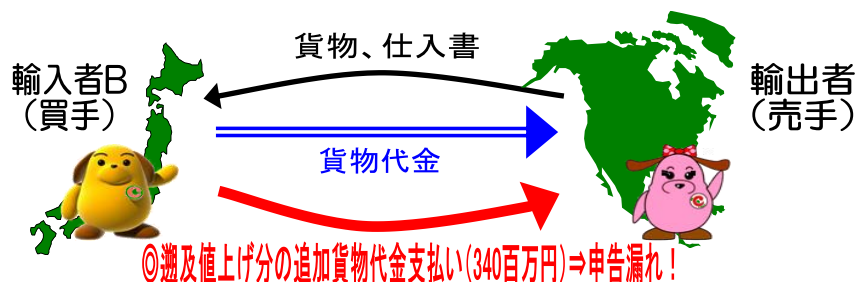 貨物、仕入書
輸入者B
（買手）
輸出者
（売手）
貨物代金
◎遡及値上げ分の追加貨物代金支払い(340百万円)⇒申告漏れ！